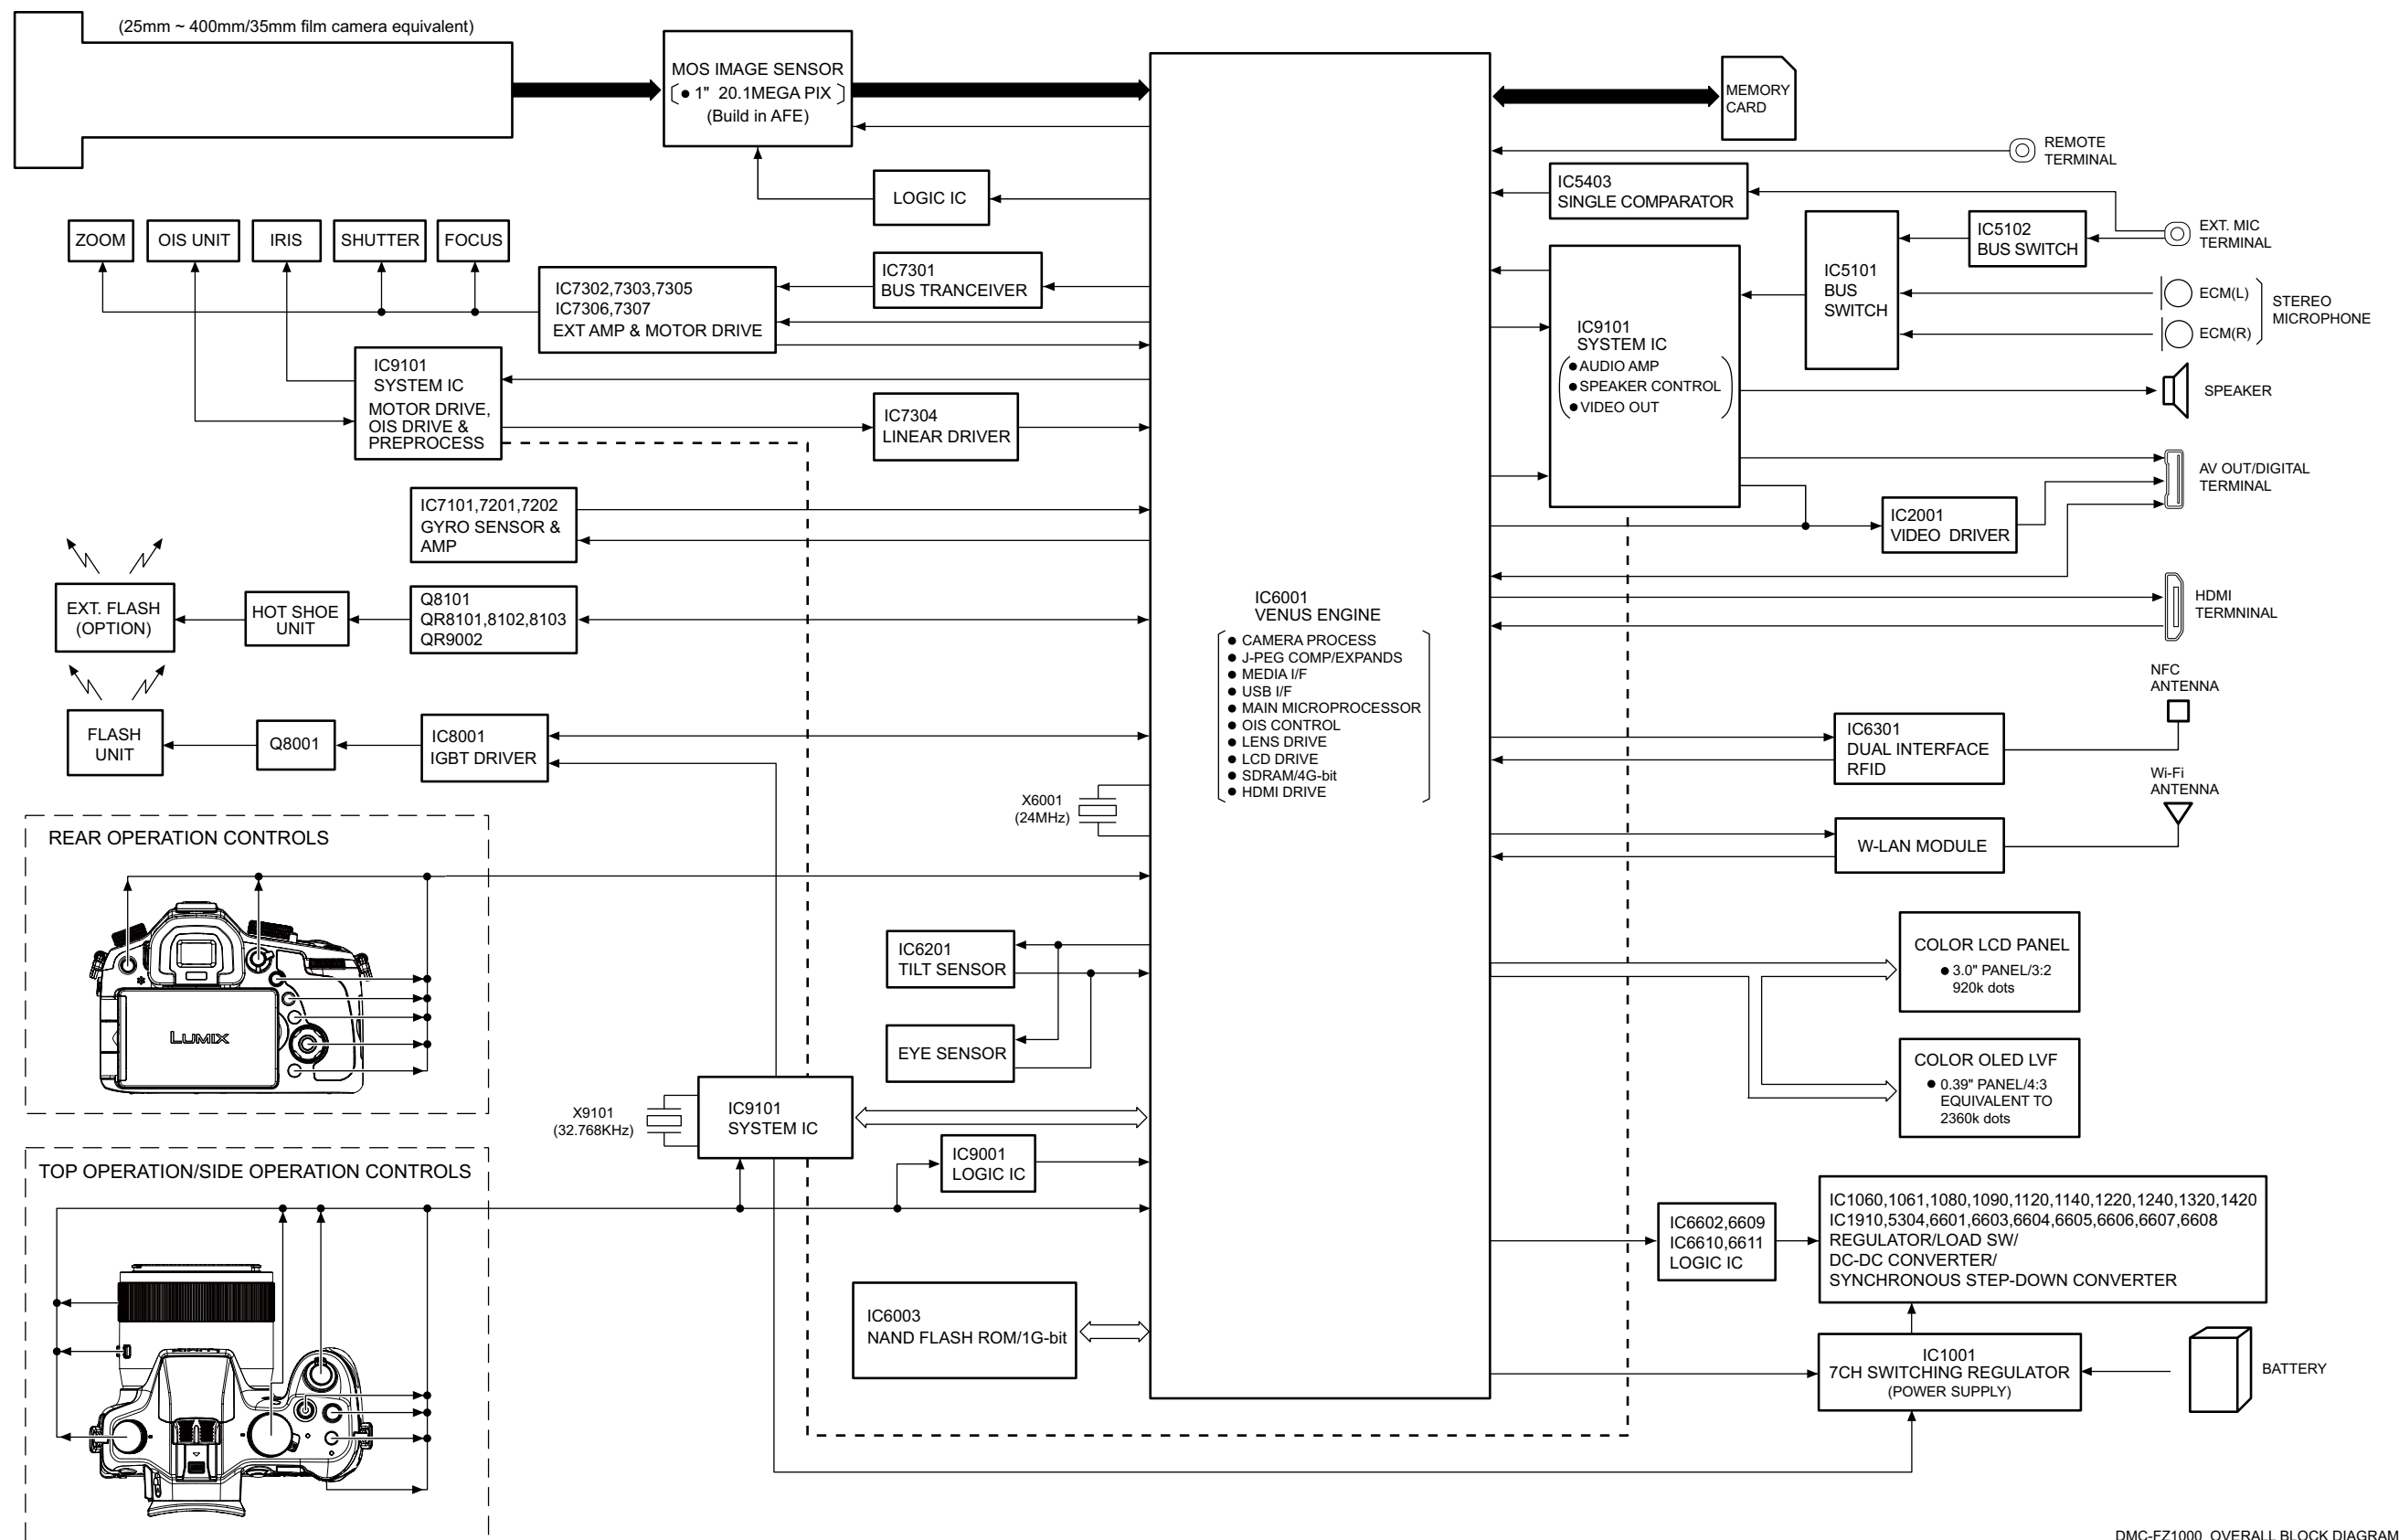 (25mm ~ 400mm/35mm film camera equivalent)
MOS IMAGE SENSOR
● 1" 20.1MEGA PIX
(Build in AFE)
LOGIC IC
ZOOM
OIS UNIT
IRIS
SHUTTER
FOCUS
IC7302,7303,7305
IC7306,7307
EXT AMP & MOTOR DRIVE
IC7301
BUS TRANCEIVER
IC9101
SYSTEM IC
MOTOR DRIVE,
OIS DRIVE &
PREPROCESS
IC7304
LINEAR DRIVER
IC7101,7201,7202
GYRO SENSOR &
AMP
EXT. FLASH
(OPTION)
HOT SHOE
UNIT
Q8101
QR8101,8102,8103
QR9002
FLASH
UNIT
Q8001
IC8001
IGBT DRIVER
X6001
(24MHz)
REAR OPERATION CONTROLS
LUMIX
IC6201
TILT SENSOR
EYE SENSOR
X9101
(32.768KHz)
IC9101
SYSTEM IC
IC9001
LOGIC IC
TOP OPERATION/SIDE OPERATION CONTROLS
IC6003
NAND FLASH ROM/1G-bit
IC6001
VENUS ENGINE
● CAMERA PROCESS
● J-PEG COMP/EXPANDS
● MEDIA I/F
● USB I/F
● MAIN MICROPROCESSOR
● OIS CONTROL
● LENS DRIVE
● LCD DRIVE
● SDRAM/4G-bit
● HDMI DRIVE
MEMORY
CARD
REMOTE
TERMINAL
IC5403
SINGLE COMPARATOR
IC5102
BUS SWITCH
EXT. MIC
TERMINAL
IC5101
BUS
SWITCH
ECM(L)
ECM(R)
STEREO
MICROPHONE
IC9101
SYSTEM IC
● AUDIO AMP
● SPEAKER CONTROL
● VIDEO OUT
SPEAKER
AV OUT/DIGITAL
TERMINAL
IC2001
VIDEO DRIVER
HDMI
TERMNINAL
NFC
ANTENNA
IC6301
DUAL INTERFACE
RFID
Wi-Fi
ANTENNA
W-LAN MODULE
COLOR LCD PANEL
● 3.0" PANEL/3:2
920k dots
COLOR OLED LVF
● 0.39" PANEL/4:3
EQUIVALENT TO
2360k dots
IC6602,6609
IC6610,6611
LOGIC IC
IC1060,1061,1080,1090,1120,1140,1220,1240,1320,1420
IC1910,5304,6601,6603,6604,6605,6606,6607,6608
REGULATOR/LOAD SW/
DC-DC CONVERTER/
SYNCHRONOUS STEP-DOWN CONVERTER
IC1001
7CH SWITCHING REGULATOR
(POWER SUPPLY)
BATTERY
DMC-FZ1000 OVERALL BLOCK DIAGRAM